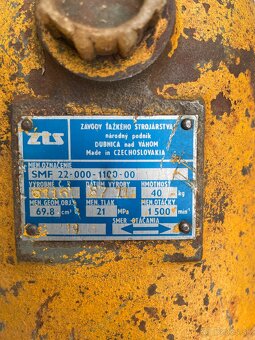 ZÁVODY ŤAŽKÉHO STROJÁRSTVA
národný podnik
DUBNICA nad VÁHOM
Made in CZECHOSLOVAKIA
ZTS
MEN. OZNAČENIE
SMF 22-000-1100-00
VÝROBNÉ Č. DÁTUM VÝROBY HMOTNOSŤ
40 kg
MEN. GEOM. OBJ. MEN. TLAK MEN. OTÁČKY
69.8 cm³ 21 MPa 1500 min⁻¹
SMER OTÁČANIA